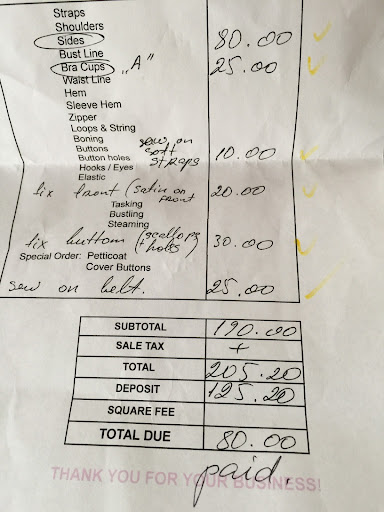 Straps
Shoulders
Sides 80.00
Bust Line
Bra Cups „A" 25.00
Waist Line
Hem
Sleeve Hem
Zipper
Loops & String
Boning sew on
Buttons soft
Button holes straps 10.00
Hooks / Eyes
Elastic
fix front (satin on front 20.00
Tasking
Bustling
Steaming
fix buttom (scallops + holes) 30.00
Special Order: Petticoat
Cover Buttons
sew on belt. 25.00
SUBTOTAL 190.00
SALE TAX +
TOTAL 205.20
DEPOSIT 125.20
SQUARE FEE
TOTAL DUE 80.00
paid.
THANK YOU FOR YOUR BUSINESS!